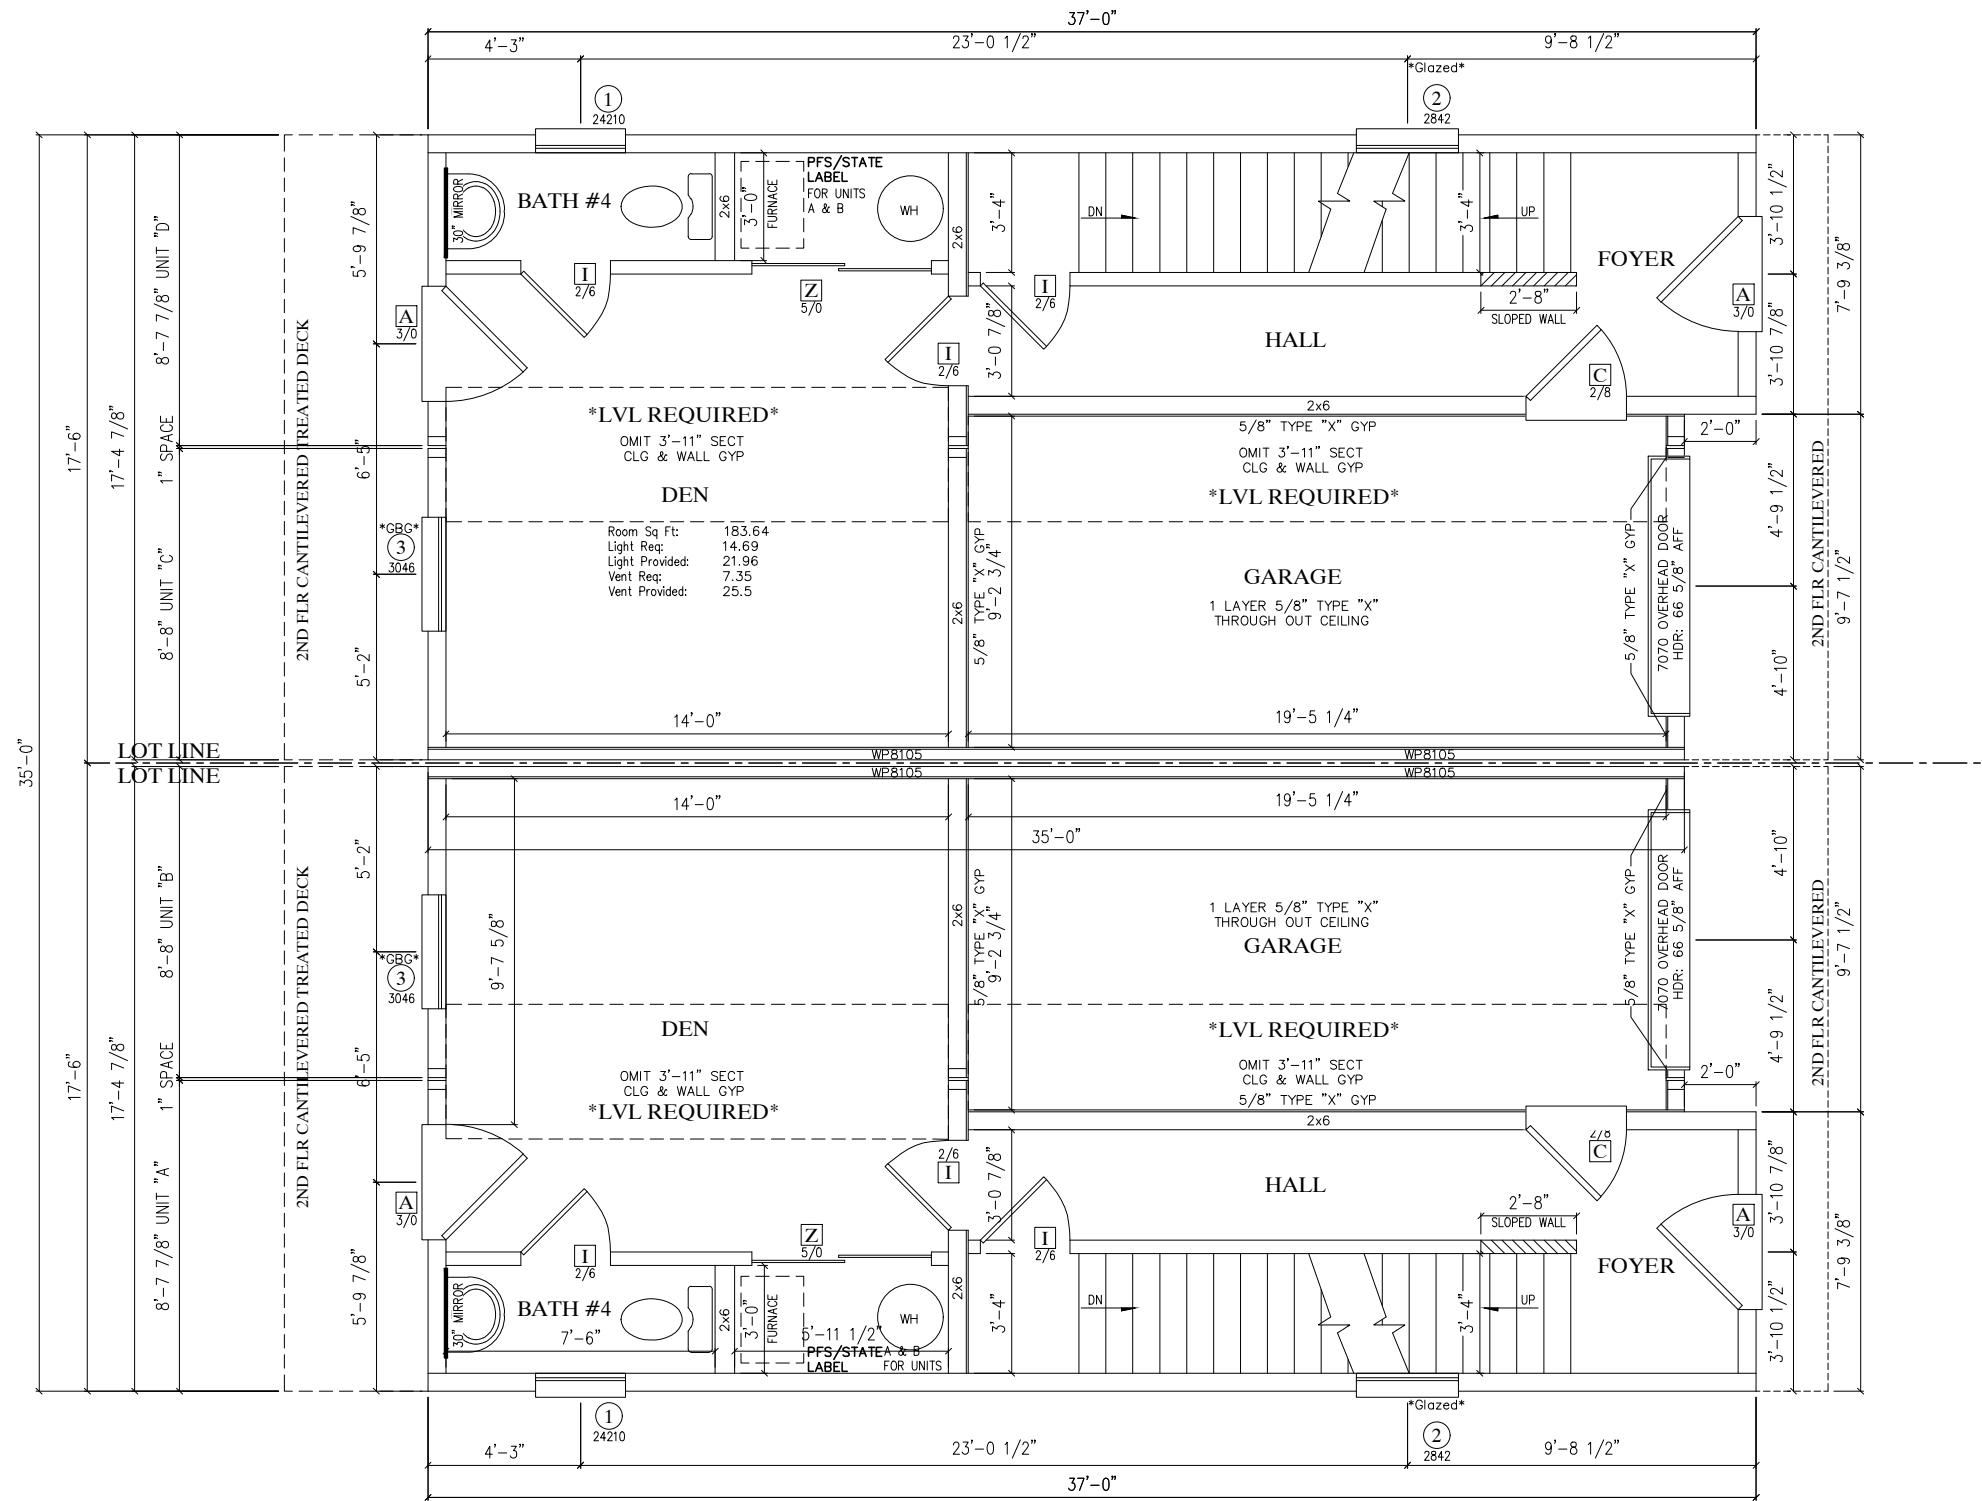 37'-0"
4'-3"
23'-0 1/2"
9'-8 1/2"
*Glazed*
1
24210
2
2842
30" MIRROR
BATH #4
2x6
3'-0"
FURNACE
PFS/STATE
LABEL
FOR UNITS
A & B
WH
2x6
3'-4"
DN
3'-4"
UP
FOYER
3'-10 1/2"
7'-9 3/8"
5'-9 7/8"
8'-7 7/8" UNIT "D"
I
2/6
Z
5/0
I
2/6
2'-8"
SLOPED WALL
A
3/0
A
3/0
I
2/6
3'-0 7/8"
HALL
C
2/8
3'-10 7/8"
2ND FLR CANTILEVERED TREATED DECK
*LVL REQUIRED*
OMIT 3'-11" SECT
CLG & WALL GYP
2x6
5/8" TYPE "X" GYP
OMIT 3'-11" SECT
CLG & WALL GYP
*LVL REQUIRED*
2'-0"
17'-6"
17'-4 7/8"
1" SPACE
6'-5"
DEN
Room Sq Ft: 183.64
Light Req: 14.69
Light Provided: 21.96
Vent Req: 7.35
Vent Provided: 25.5
*GBG*
3
3046
8'-8" UNIT "C"
5'-2"
2x6
5/8" TYPE "X" GYP
9'-2 3/4"
GARAGE
1 LAYER 5/8" TYPE "X"
THROUGH OUT CEILING
5/8" TYPE "X" GYP
7070 OVERHEAD DOOR
HDR: 66 5/8" AFF
4'-9 1/2"
4'-10"
2ND FLR CANTILEVERED
9'-7 1/2"
14'-0"
19'-5 1/4"
35'-0"
LOT LINE
WP8105
WP8105
LOT LINE
WP8105
WP8105
14'-0"
19'-5 1/4"
35'-0"
5'-2"
8'-8" UNIT "B"
2ND FLR CANTILEVERED TREATED DECK
9'-7 5/8"
*GBG*
3
3046
2x6
5/8" TYPE "X" GYP
9'-2 3/4"
1 LAYER 5/8" TYPE "X"
THROUGH OUT CEILING
GARAGE
5/8" TYPE "X" GYP
7070 OVERHEAD DOOR
HDR: 66 5/8" AFF
4'-10"
4'-9 1/2"
2ND FLR CANTILEVERED
9'-7 1/2"
17'-6"
17'-4 7/8"
1" SPACE
6'-5"
DEN
OMIT 3'-11" SECT
CLG & WALL GYP
*LVL REQUIRED*
*LVL REQUIRED*
OMIT 3'-11" SECT
CLG & WALL GYP
5/8" TYPE "X" GYP
2x6
2'-0"
2/8
C
2/6
I
3'-0 7/8"
HALL
3'-10 7/8"
8'-7 7/8" UNIT "A"
A
3/0
2'-8"
SLOPED WALL
A
3/0
I
2/6
Z
5/0
I
2/6
FOYER
7'-9 3/8"
5'-9 7/8"
30" MIRROR
BATH #4
7'-6"
2x6
3'-0"
FURNACE
5'-11 1/2"
PFS/STATE
LABEL
A & B
FOR UNITS
WH
2x6
3'-4"
DN
3'-4"
UP
3'-10 1/2"
*Glazed*
1
24210
2
2842
4'-3"
23'-0 1/2"
9'-8 1/2"
37'-0"